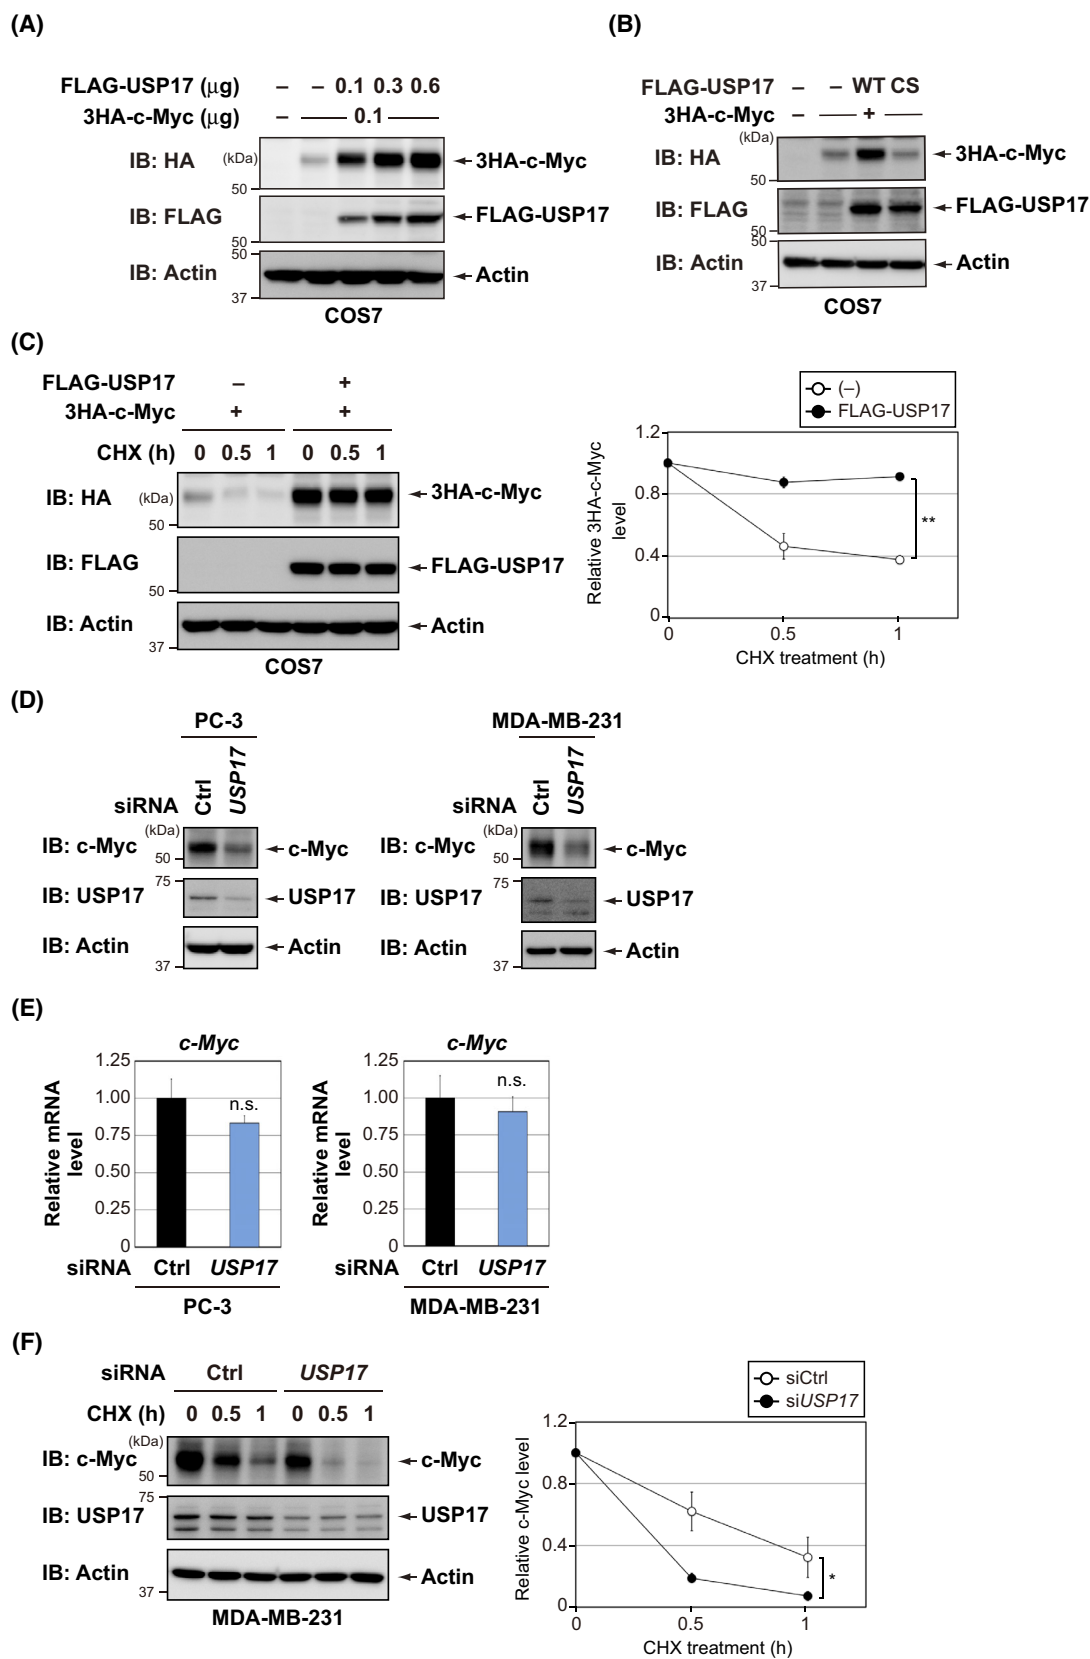 (A)
FLAG-USP17 (µg) – – 0.1 0.3 0.6
3HA-c-Myc (µg) – 0.1
IB: HA (kDa) 3HA-c-Myc
50
IB: FLAG FLAG-USP17
50
50
IB: Actin Actin
37
COS7
(B)
FLAG-USP17 – – WT CS
3HA-c-Myc – +
(kDa)
IB: HA 3HA-c-Myc
50
IB: FLAG FLAG-USP17
50
IB: Actin Actin
37
COS7
(C)
FLAG-USP17 – +
3HA-c-Myc + +
CHX (h) 0 0.5 1 0 0.5 1
IB: HA (kDa) 3HA-c-Myc
50
IB: FLAG FLAG-USP17
50
IB: Actin Actin
37
COS7
(–)
FLAG-USP17
Relative 3HA-c-Myc
level
1.2
0.8
0.4
0
**
0 0.5 1
CHX treatment (h)
(D)
PC-3
siRNA Ctrl USP17
(kDa)
IB: c-Myc c-Myc
50
75
IB: USP17 USP17
IB: Actin Actin
37
MDA-MB-231
siRNA Ctrl USP17
(kDa)
IB: c-Myc c-Myc
50
75
IB: USP17 USP17
IB: Actin Actin
37
(E)
c-Myc
Relative mRNA
level
1.25
1.00
0.75
0.50
0.25
0
n.s.
siRNA Ctrl USP17
PC-3
c-Myc
Relative mRNA
level
1.25
1.00
0.75
0.50
0.25
0
n.s.
siRNA Ctrl USP17
MDA-MB-231
(F)
siRNA Ctrl USP17
CHX (h) 0 0.5 1 0 0.5 1
(kDa)
IB: c-Myc c-Myc
50
75
IB: USP17 USP17
IB: Actin Actin
37
MDA-MB-231
siCtrl
siUSP17
Relative c-Myc level
1.2
0.8
0.4
0
*
0 0.5 1
CHX treatment (h)